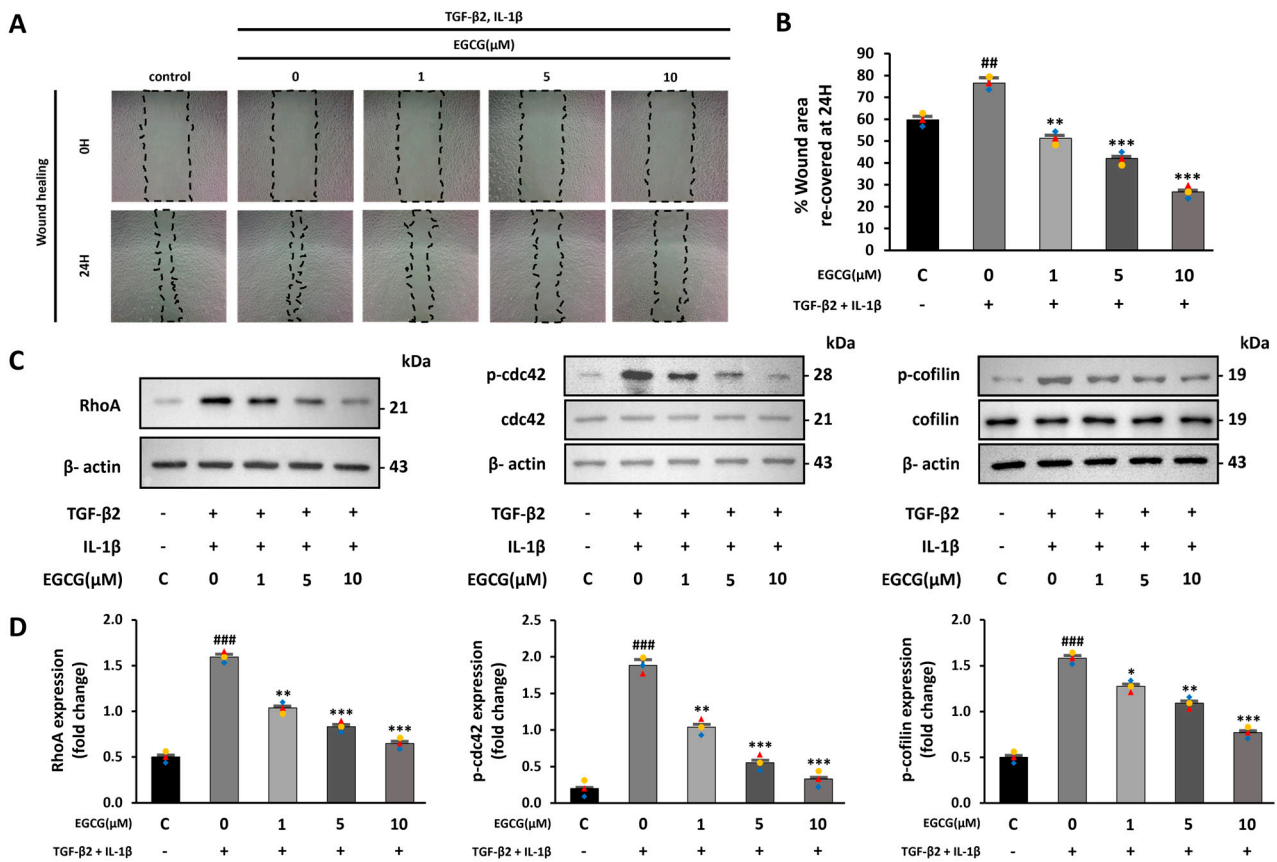 A
TGF-β2, IL-1β
EGCG(μM)
control 0 1 5 10
Wound healing
0H
24H
B
% Wound area
re-covered at 24H
90
80
70
60
50
40
30
20
10
0
##
**
***
***
EGCG(μM) C 0 1 5 10
TGF-β2 + IL-1β - + + + +
C
kDa
RhoA 21
β- actin 43
TGF-β2 - + + + +
IL-1β - + + + +
EGCG(μM) C 0 1 5 10
kDa
p-cdc42 28
cdc42 21
β- actin 43
TGF-β2 - + + + +
IL-1β - + + + +
EGCG(μM) C 0 1 5 10
kDa
p-cofilin 19
cofilin 19
β- actin 43
TGF-β2 - + + + +
IL-1β - + + + +
EGCG(μM) C 0 1 5 10
D
RhoA expression
(fold change)
2.0
1.5
1.0
0.5
0.0
###
**
***
***
EGCG(μM) C 0 1 5 10
TGF-β2 + IL-1β - + + + +
p-cdc42 expression
(fold change)
2.5
2.0
1.5
1.0
0.5
0.0
###
**
***
***
EGCG(μM) C 0 1 5 10
TGF-β2 + IL-1β - + + + +
p-cofilin expression
(fold change)
2.0
1.5
1.0
0.5
0.0
###
*
**
***
EGCG(μM) C 0 1 5 10
TGF-β2 + IL-1β - + + + +